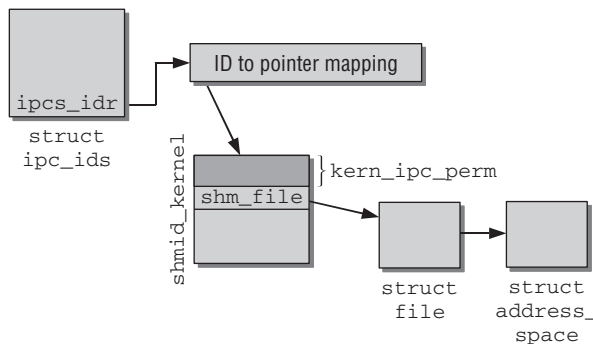 ID to pointer mapping
ipcs_idr
struct
ipc_ids
shmid_kernel
}kern_ipc_perm
shm_file
struct
file
struct
address_
space